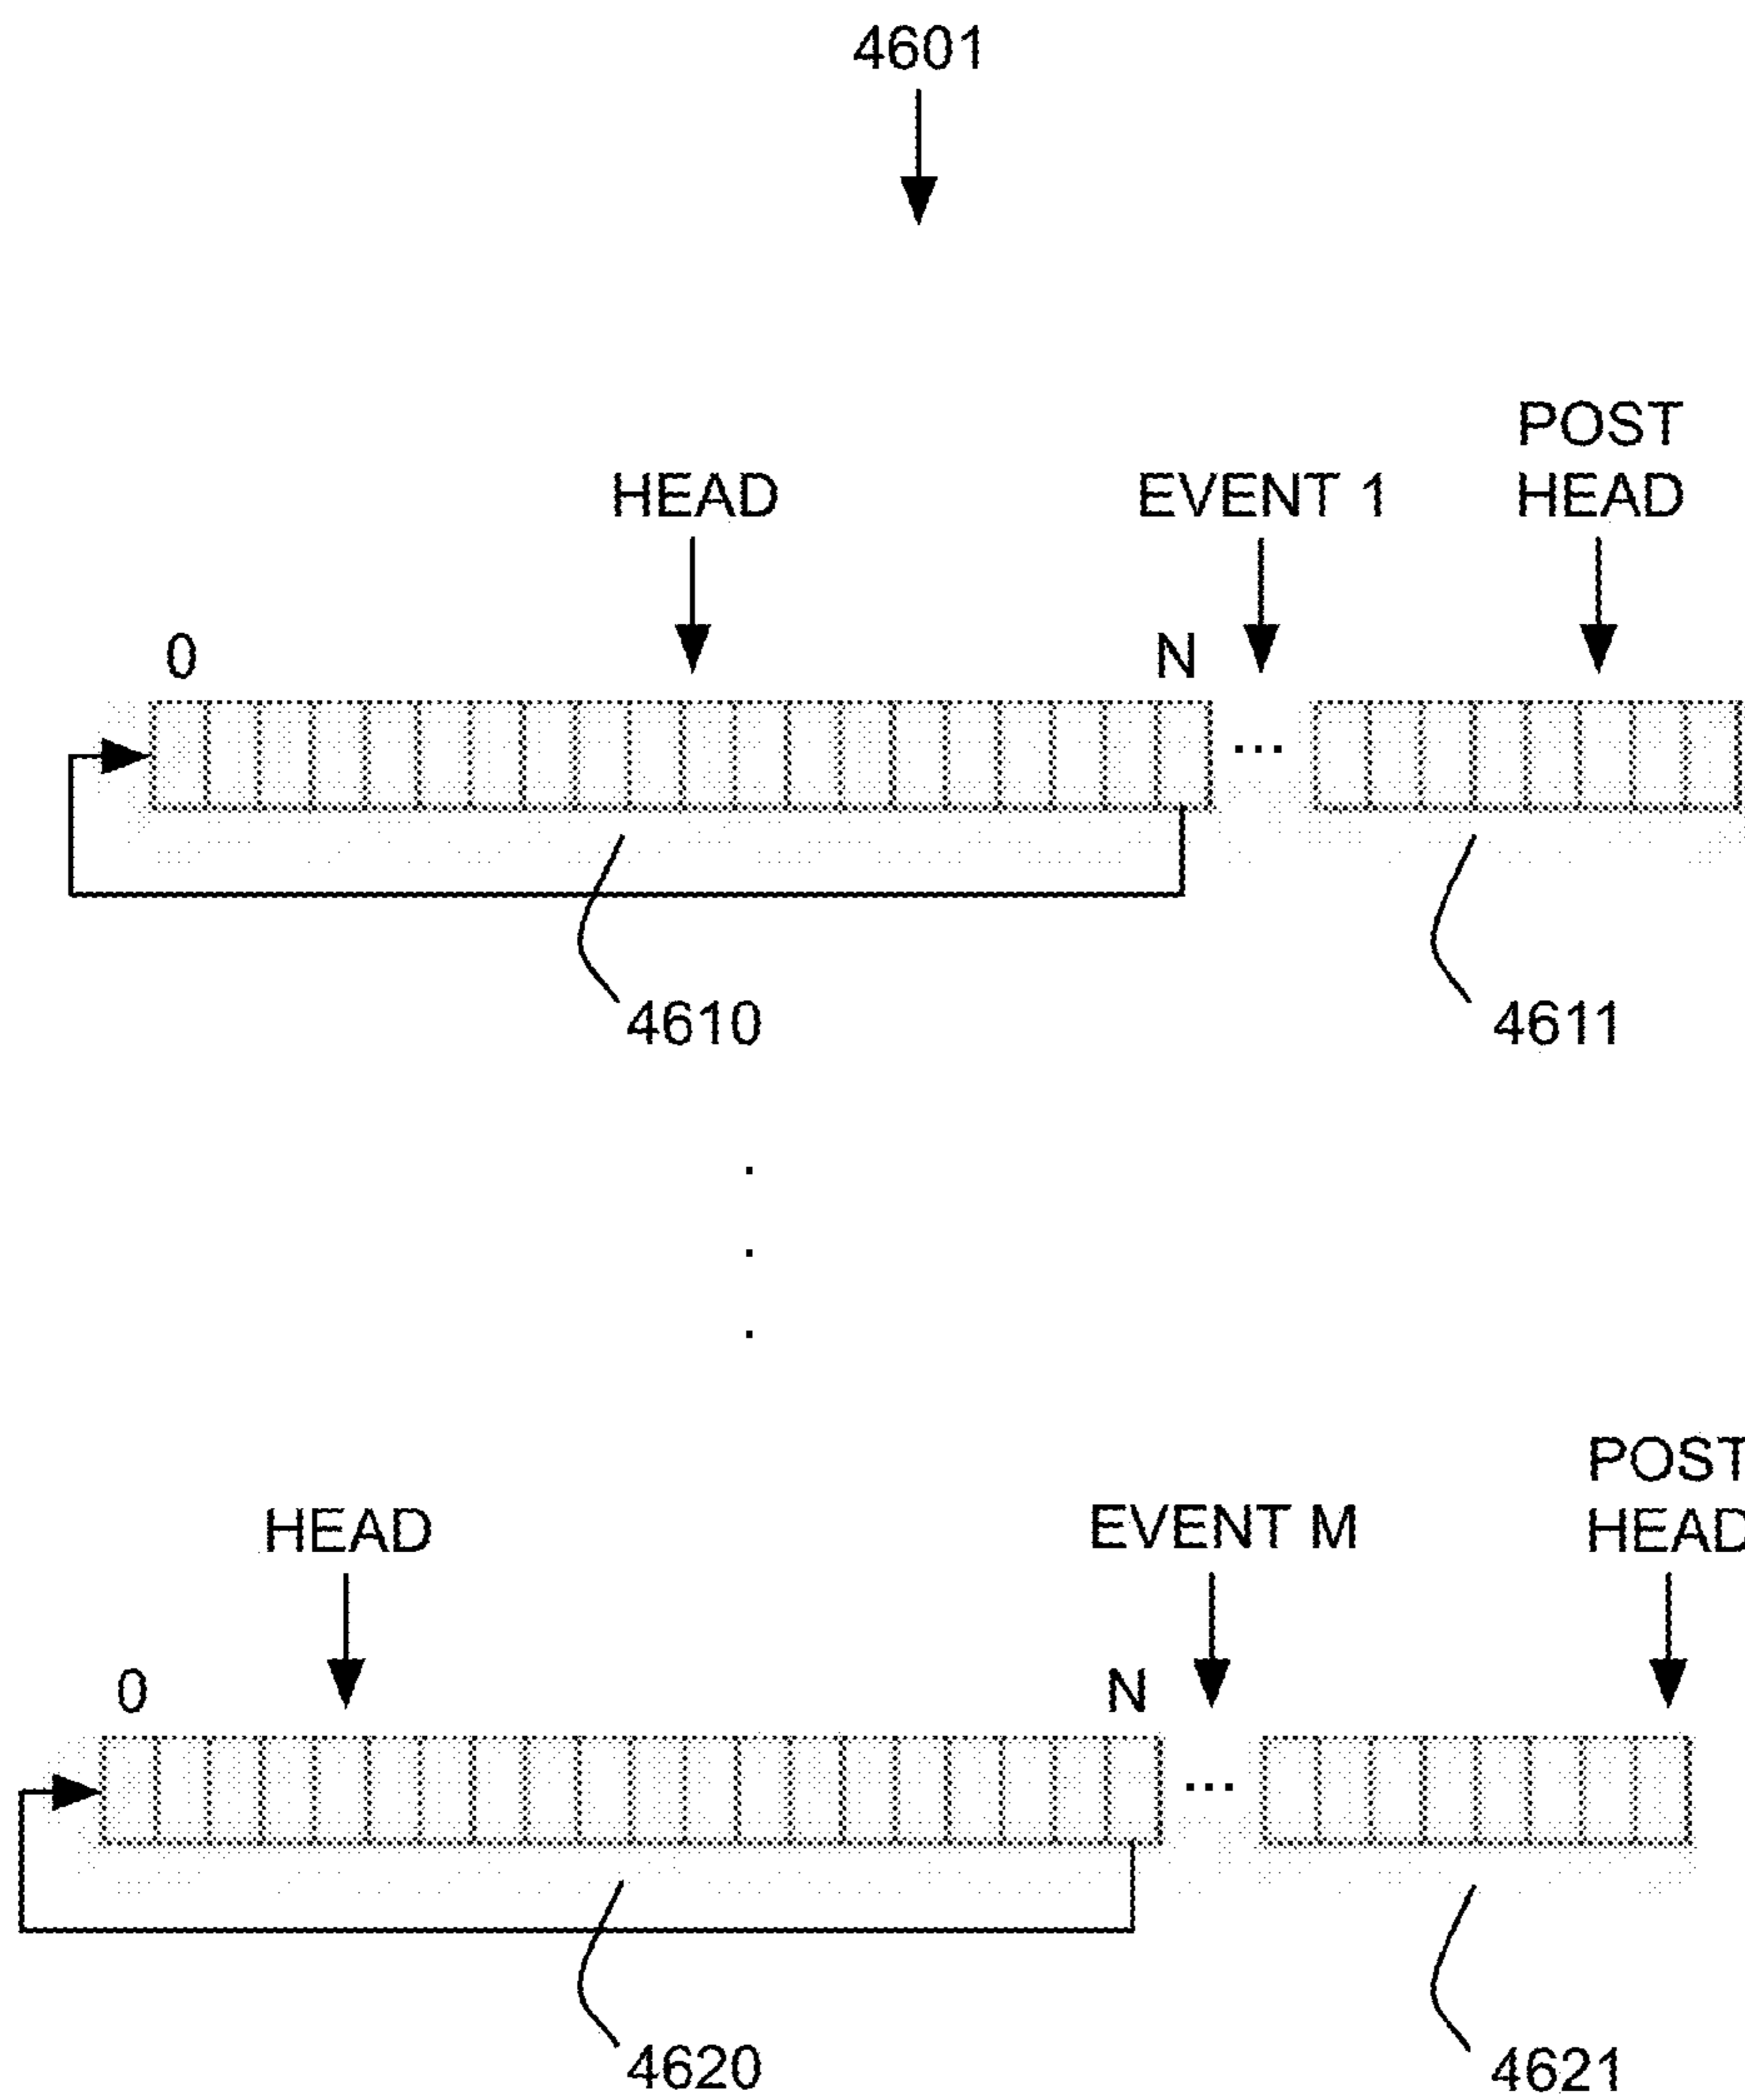 4601
POST
HEAD EVENT 1 HEAD
0 N
...
4610 4611
POST
HEAD EVENT M HEAD
0 N
...
4620 4621